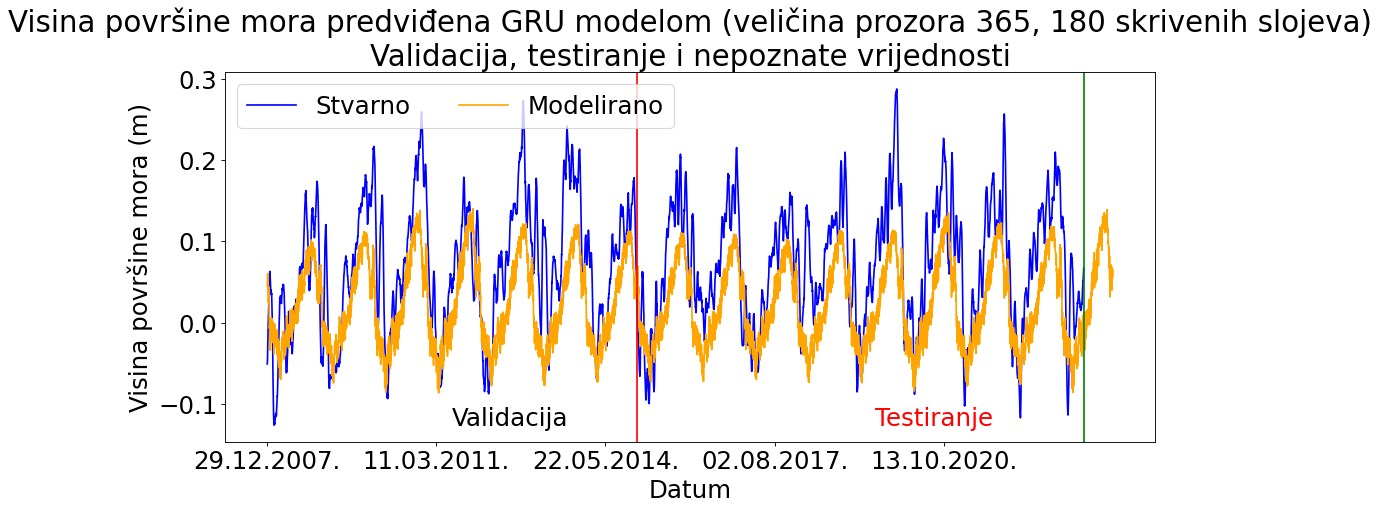 Visina površine mora predviđena GRU modelom (veličina prozora 365, 180 skrivenih slojeva)
Validacija, testiranje i nepoznate vrijednosti
Stvarno
Modelirano
0.3
0.2
0.1
0.0
−0.1
Visina površine mora (m)
Validacija
Testiranje
29.12.2007.
11.03.2011.
22.05.2014.
02.08.2017.
13.10.2020.
Datum